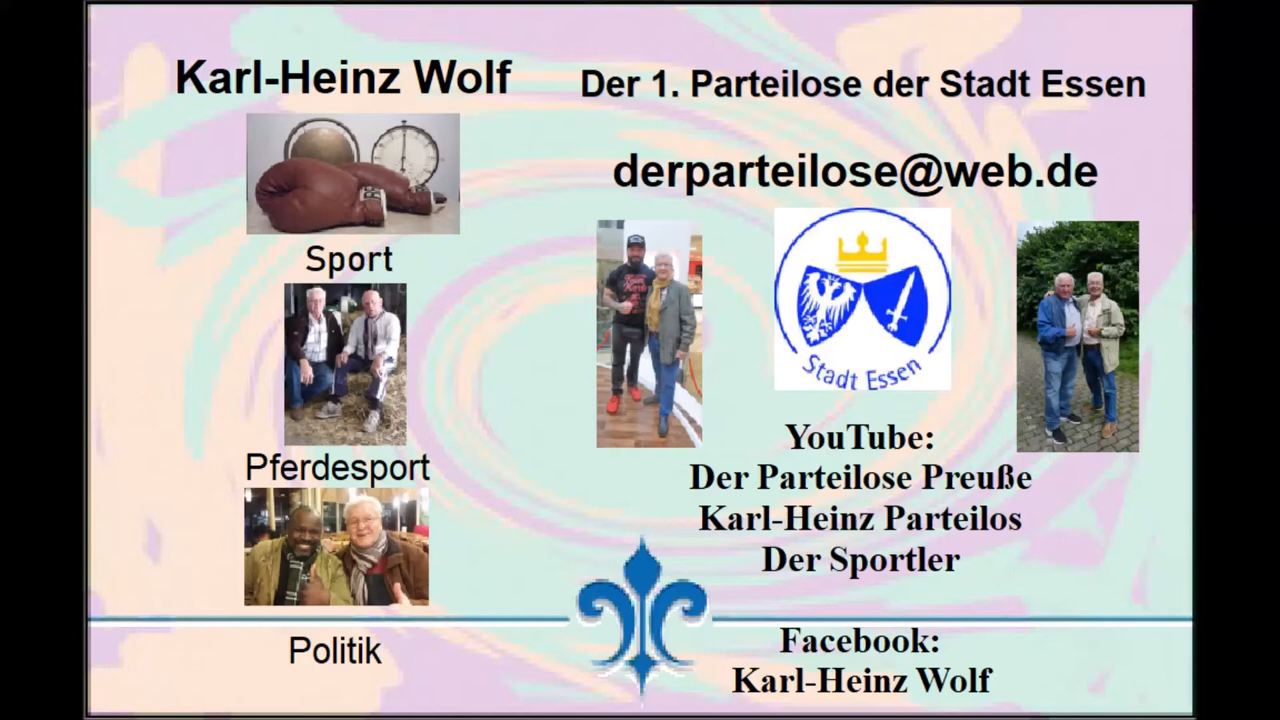 Karl-Heinz Wolf
Der 1. Parteilose der Stadt Essen
derparteilose@web.de
Sport
Pferdesport
Politik
Stadt Essen
YouTube:
Der Parteilose Preuße
Karl-Heinz Parteilos
Der Sportler
Facebook:
Karl-Heinz Wolf